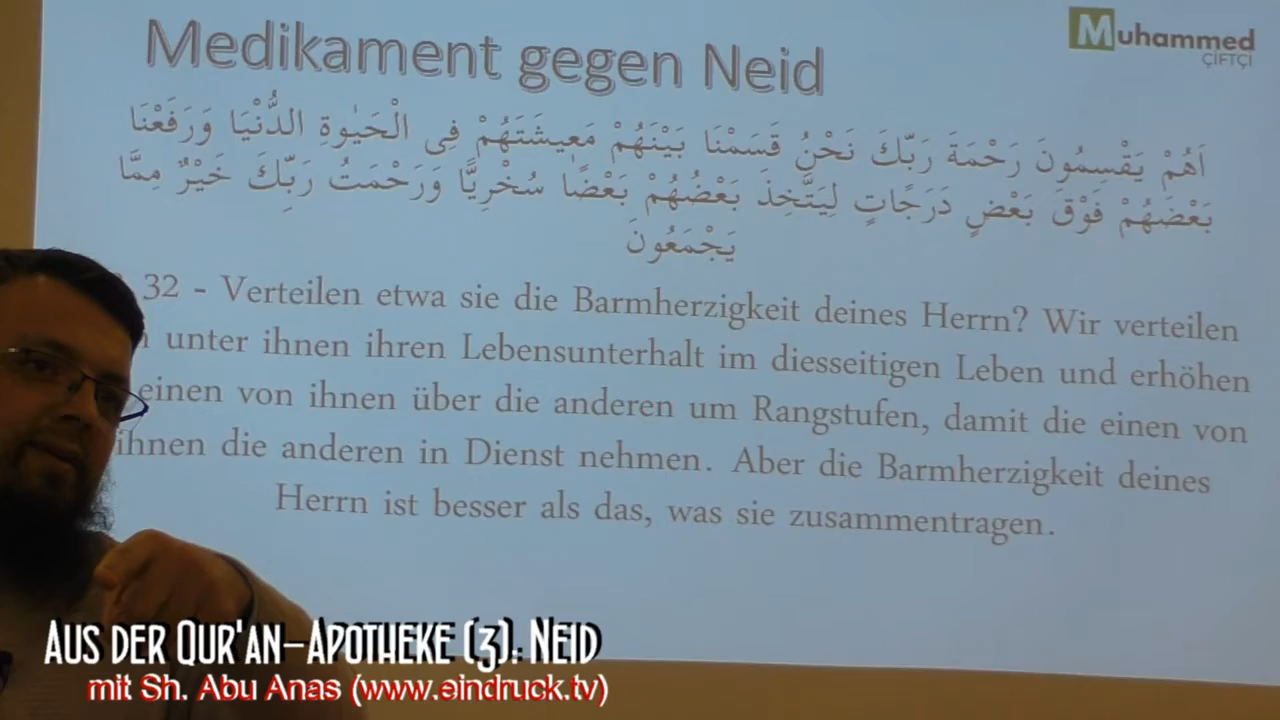 Medikament gegen Neid
Muhammed
ÇİFTÇİ
اَهُمْ يَقْسِمُونَ رَحْمَةَ رَبِّكَ نَحْنُ قَسَمْنَا بَيْنَهُمْ مَعٖيشَتَهُمْ فِى الْحَيٰوةِ الدُّنْيَا وَرَفَعْنَا
بَعْضَهُمْ فَوْقَ بَعْضٍ دَرَجَاتٍ لِيَتَّخِذَ بَعْضُهُمْ بَعْضًا سُخْرِيًّا وَرَحْمَتُ رَبِّكَ خَيْرٌ مِمَّا
يَجْمَعُونَ
32 - Verteilen etwa sie die Barmherzigkeit deines Herrn? Wir verteilen
unter ihnen ihren Lebensunterhalt im diesseitigen Leben und erhöhen
einen von ihnen über die anderen um Rangstufen, damit die einen von
ihnen die anderen in Dienst nehmen. Aber die Barmherzigkeit deines
Herrn ist besser als das, was sie zusammentragen.
Aus der Qur'an-Apotheke (3): Neid
mit Sh. Abu Anas (www.eindruck.tv)